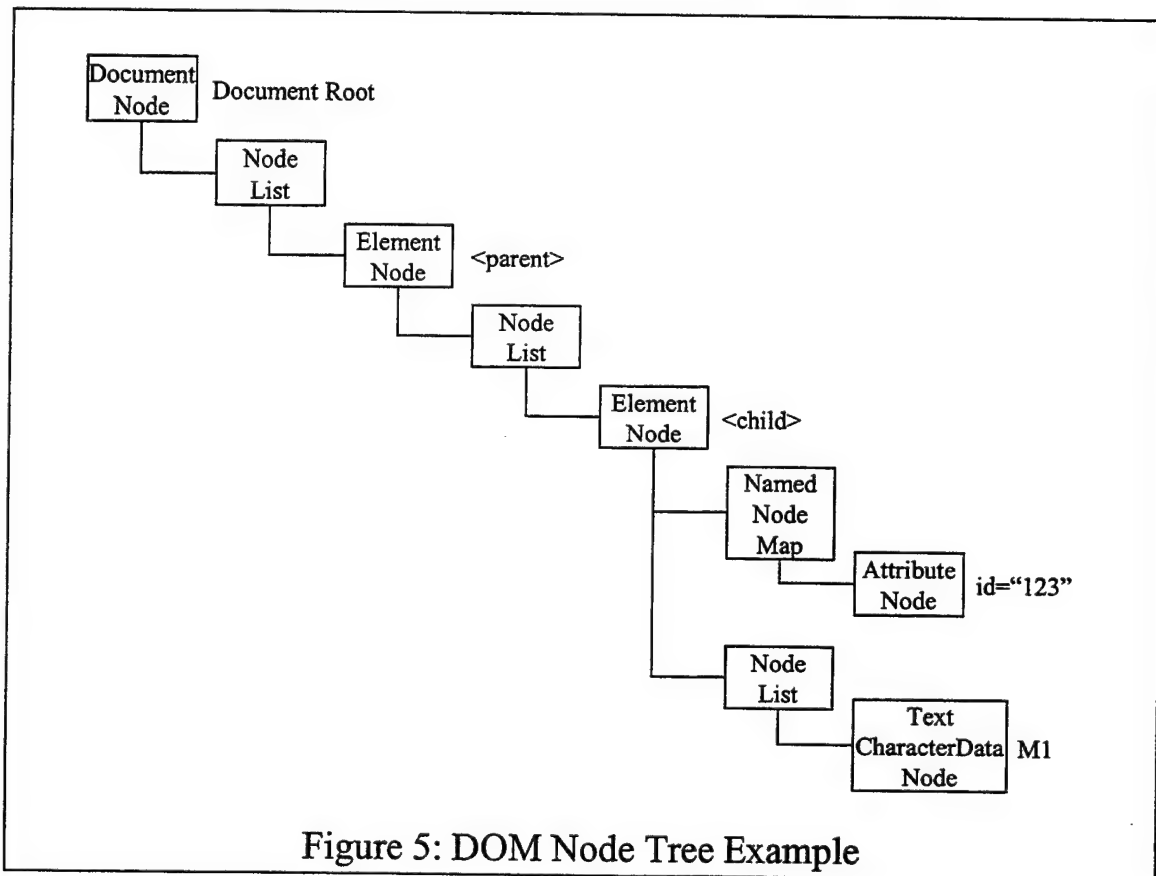 Document
Node
Document Root
Node
List
Element
Node
<parent>
Node
List
Element
Node
<child>
Named
Node
Map
Attribute
Node
id=“123”
Node
List
Text
CharacterData
Node
M1
Figure 5: DOM Node Tree Example